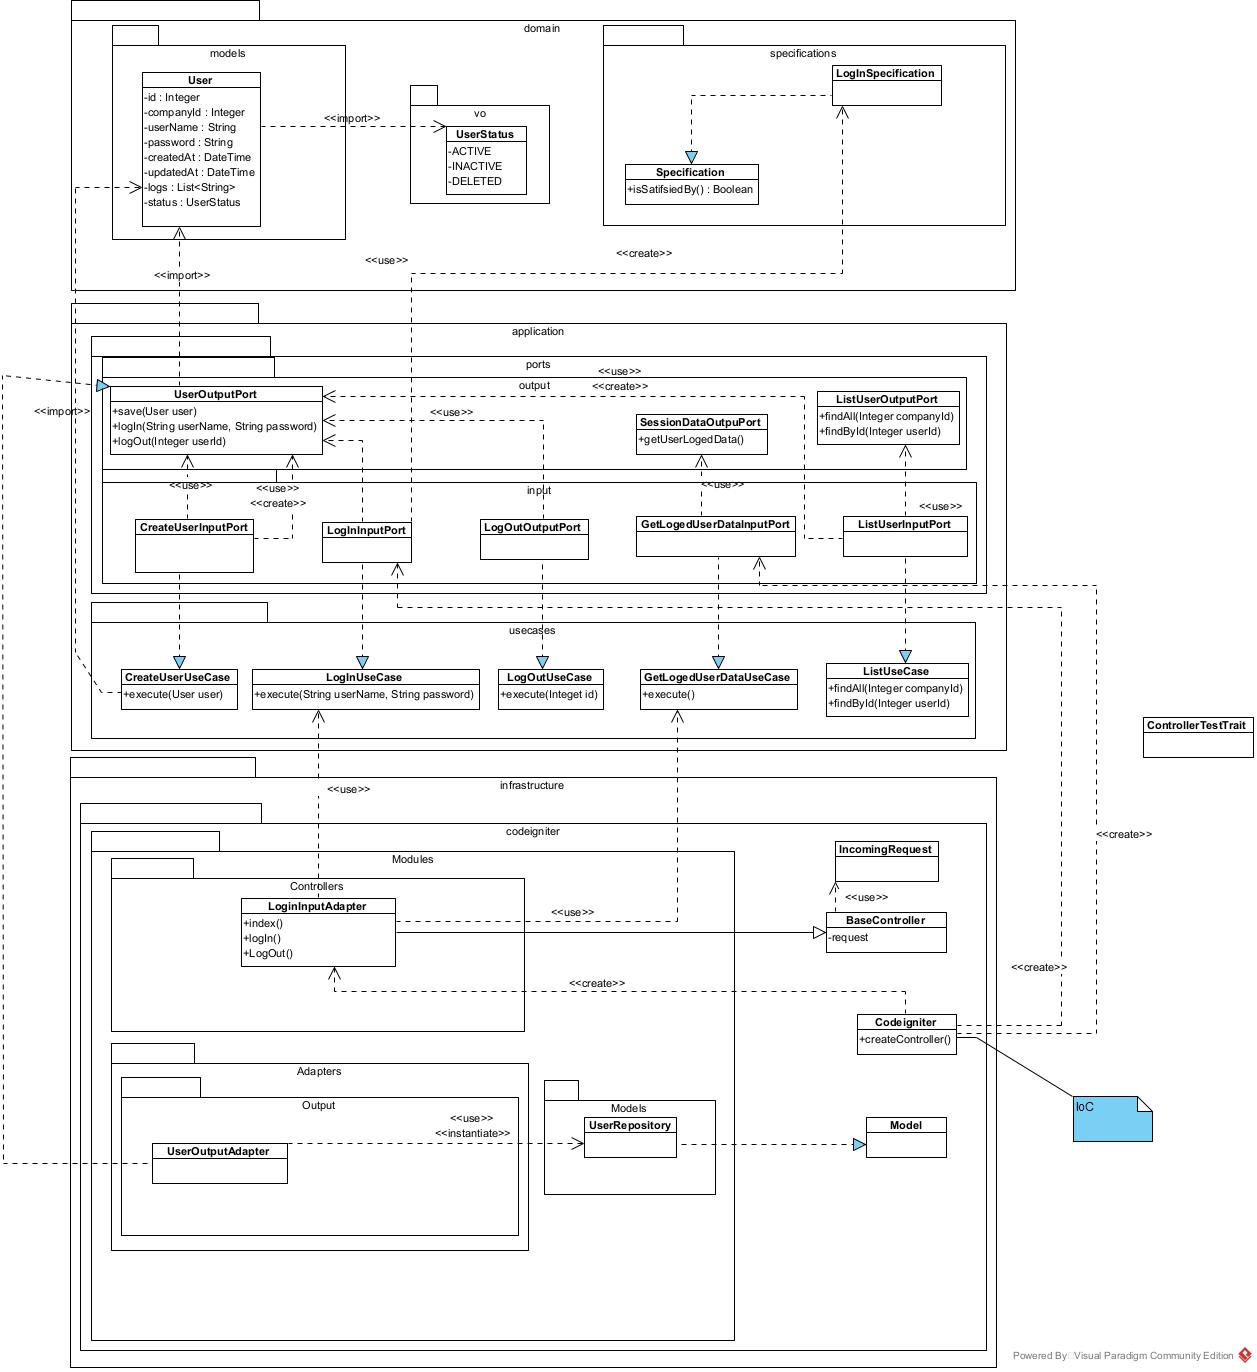 domain
models
User
-id : Integer
-companyId : Integer
-userName : String
-password : String
-createdAt : DateTime
-updatedAt : DateTime
-logs : List<String>
-status : UserStatus
<<import>>
vo
UserStatus
-ACTIVE
-INACTIVE
-DELETED
specifications
LogInSpecification
Specification
+isSatifsiedBy() : Boolean
<<use>>
<<create>>
<<import>>
application
ports
<<use>>
output
<<create>>
<<import>>
UserOutputPort
+save(User user)
+logIn(String userName, String password)
+logOut(Integer userId)
<<use>>
SessionDataOutpuPort
+getUserLogedData()
ListUserOutputPort
+findAll(Integer companyId)
+findById(Integer userId)
<<use>>
<<use>>
<<create>>
input
<<use>>
<<use>>
CreateUserInputPort
LogInInputPort
LogOutOutputPort
GetLogedUserDataInputPort
ListUserInputPort
usecases
CreateUserUseCase
+execute(User user)
LogInUseCase
+execute(String userName, String password)
LogOutUseCase
+execute(Integet id)
GetLogedUserDataUseCase
+execute()
ListUseCase
+findAll(Integer companyId)
+findById(Integer userId)
ControllerTestTrait
infrastructure
<<use>>
codeigniter
Modules
Controllers
LoginInputAdapter
+index()
+logIn()
+LogOut()
<<use>>
IncomingRequest
<<use>>
BaseController
-request
<<create>>
<<create>>
<<create>>
Codeigniter
+createController()
IoC
Adapters
Output
UserOutputAdapter
<<use>>
<<instantiate>>
Models
UserRepository
Model
Powered By Visual Paradigm Community Edition